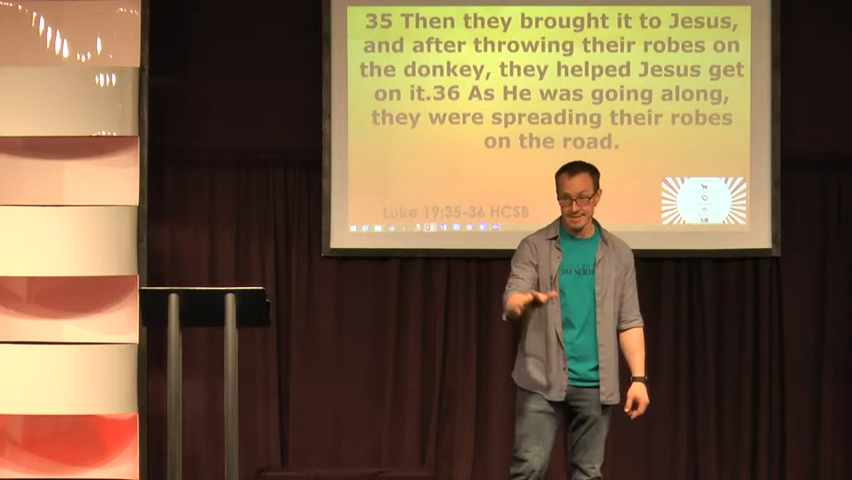 35 Then they brought it to Jesus,
and after throwing their robes on
the donkey, they helped Jesus get
on it.36 As He was going along,
they were spreading their robes
on the road.
Luke 19:35-36 HCSB